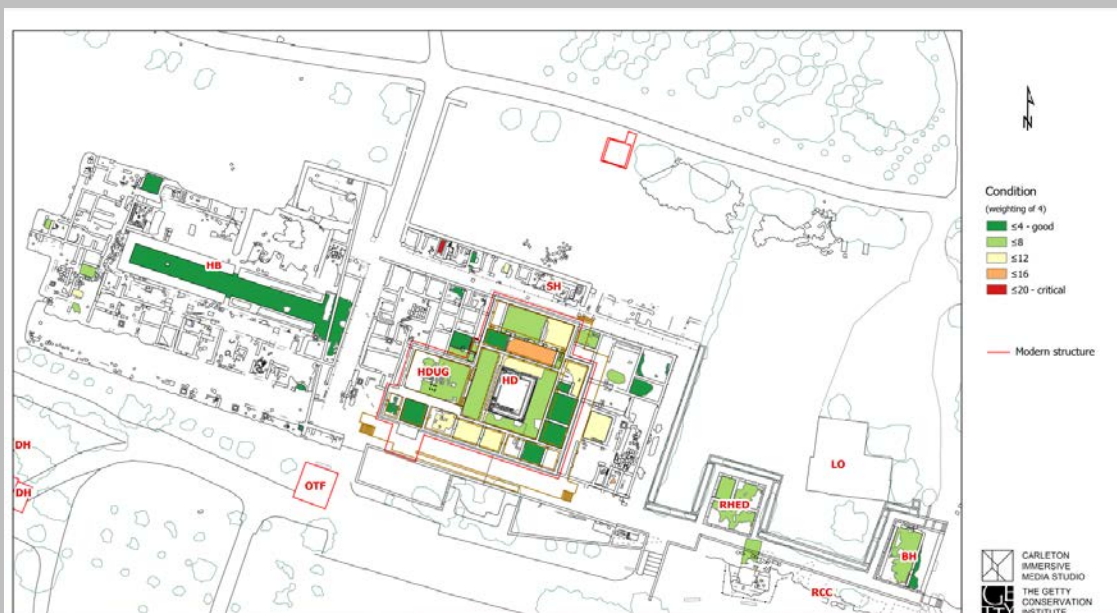 HB
SH
HDUG
HD
DH
DH
OTF
LO
RHED
BH
RCC
N
Condition
(weighting of 4)
≤4 - good
≤8
≤12
≤16
≤20 - critical
Modern structure
CARLETON
IMMERSIVE
MEDIA STUDIO
THE GETTY
CONSERVATION
INSTITUTE